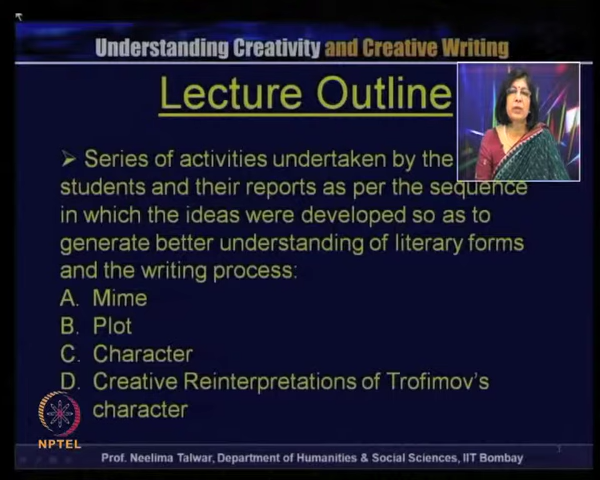 Understanding Creativity and Creative Writing
Lecture Outline
➤ Series of activities undertaken by the
students and their reports as per the sequence
in which the ideas were developed so as to
generate better understanding of literary forms
and the writing process:
A. Mime
B. Plot
C. Character
D. Creative Reinterpretations of Trofimov's
character
NPTEL
Prof. Neelima Talwar, Department of Humanities & Social Sciences, IIT Bombay
1